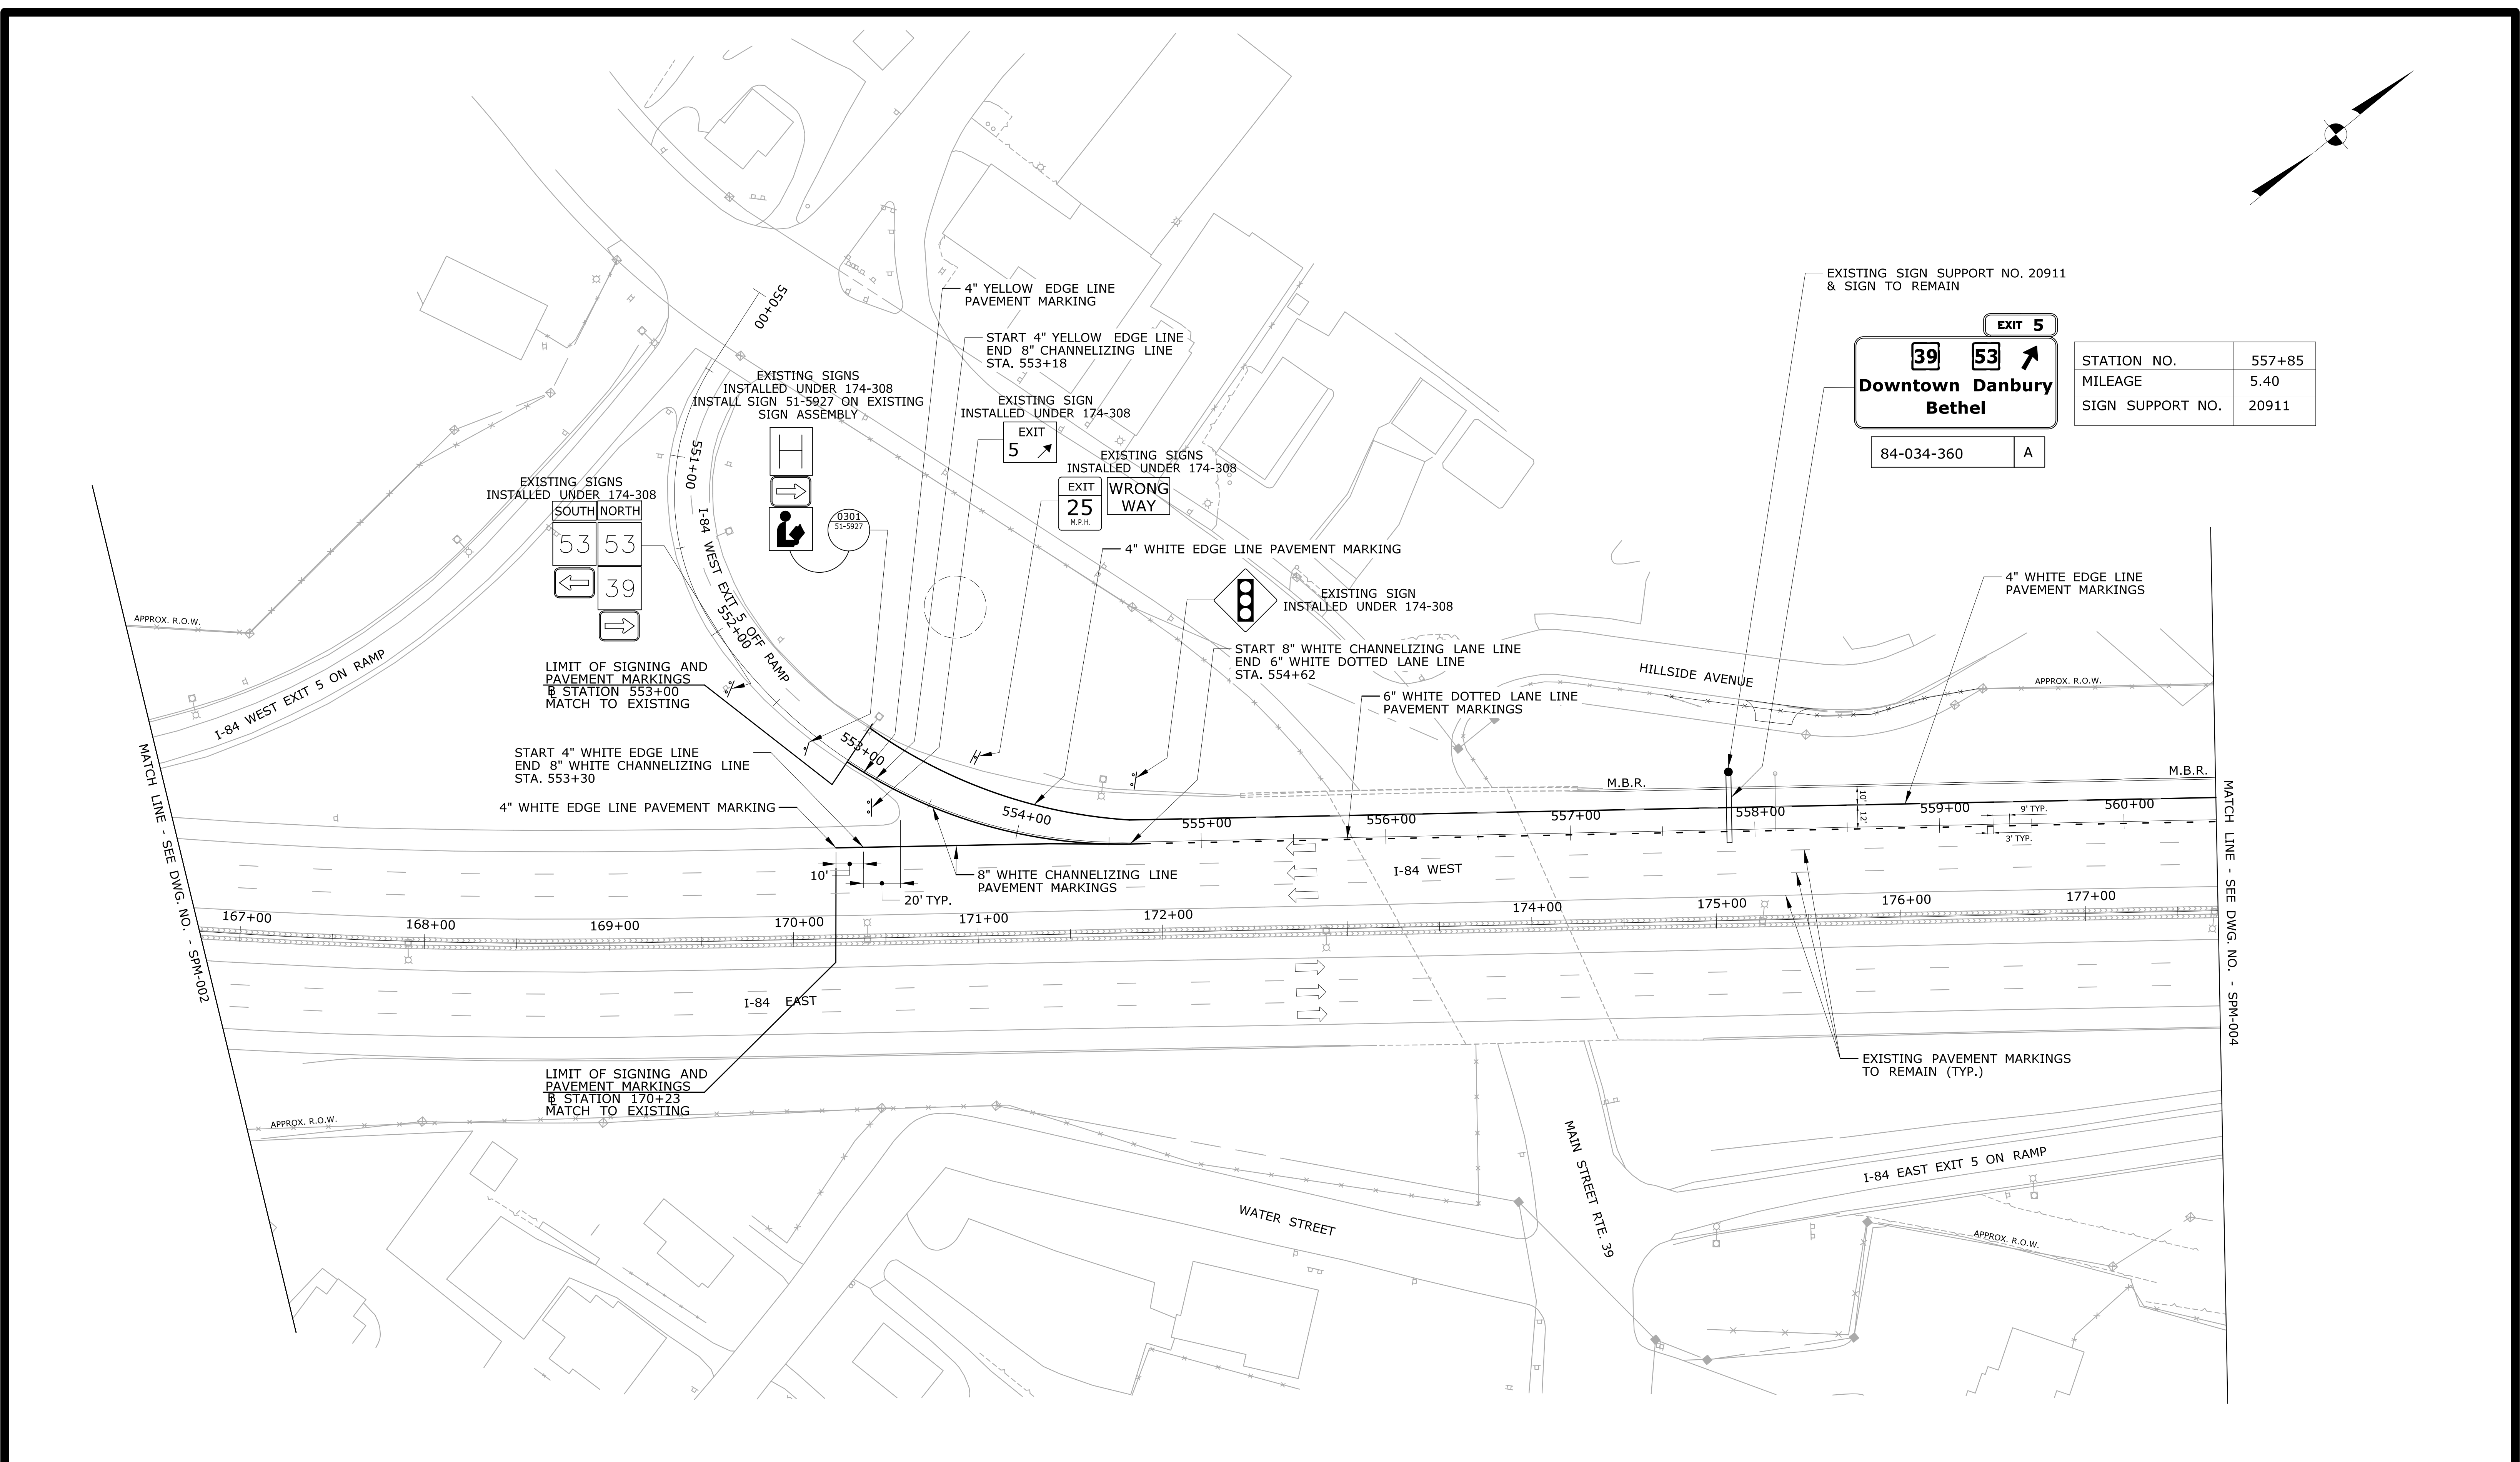 550+00
4" YELLOW EDGE LINE
PAVEMENT MARKING
START 4" YELLOW EDGE LINE
END 8" CHANNELIZING LINE
STA. 553+18
EXISTING SIGNS
INSTALLED UNDER 174-308
INSTALL SIGN 51-5927 ON EXISTING
SIGN ASSEMBLY
H
0301
51-5927
EXISTING SIGN
INSTALLED UNDER 174-308
EXIT
5
EXISTING SIGNS
INSTALLED UNDER 174-308
EXIT
25
M.P.H.
WRONG
WAY
EXISTING SIGN SUPPORT NO. 20911
& SIGN TO REMAIN
EXIT 5
39 53
Downtown Danbury
Bethel
84-034-360 A
STATION NO. 557+85
MILEAGE 5.40
SIGN SUPPORT NO. 20911
EXISTING SIGNS
INSTALLED UNDER 174-308
SOUTH NORTH
53 53
39
551+00
I-84 WEST EXIT 5 OFF RAMP
552+00
4" WHITE EDGE LINE PAVEMENT MARKING
EXISTING SIGN
INSTALLED UNDER 174-308
4" WHITE EDGE LINE
PAVEMENT MARKINGS
APPROX. R.O.W.
I-84 WEST EXIT 5 ON RAMP
LIMIT OF SIGNING AND
PAVEMENT MARKINGS
BL STATION 553+00
MATCH TO EXISTING
START 8" WHITE CHANNELIZING LANE LINE
END 6" WHITE DOTTED LANE LINE
STA. 554+62
6" WHITE DOTTED LANE LINE
PAVEMENT MARKINGS
HILLSIDE AVENUE
APPROX. R.O.W.
START 4" WHITE EDGE LINE
END 8" WHITE CHANNELIZING LINE
STA. 553+30
4" WHITE EDGE LINE PAVEMENT MARKING
553+00
554+00
555+00
556+00
557+00
558+00
559+00
560+00
M.B.R.
M.B.R.
10'
12'
9' TYP.
3' TYP.
10'
20' TYP.
8" WHITE CHANNELIZING LINE
PAVEMENT MARKINGS
I-84 WEST
167+00
168+00
169+00
170+00
171+00
172+00
174+00
175+00
176+00
177+00
MATCH LINE - SEE DWG. NO. - SPM-002
MATCH LINE - SEE DWG. NO. - SPM-004
I-84 EAST
EXISTING PAVEMENT MARKINGS
TO REMAIN (TYP.)
LIMIT OF SIGNING AND
PAVEMENT MARKINGS
BL STATION 170+23
MATCH TO EXISTING
APPROX. R.O.W.
WATER STREET
MAIN STREET RTE. 39
I-84 EAST EXIT 5 ON RAMP
APPROX. R.O.W.